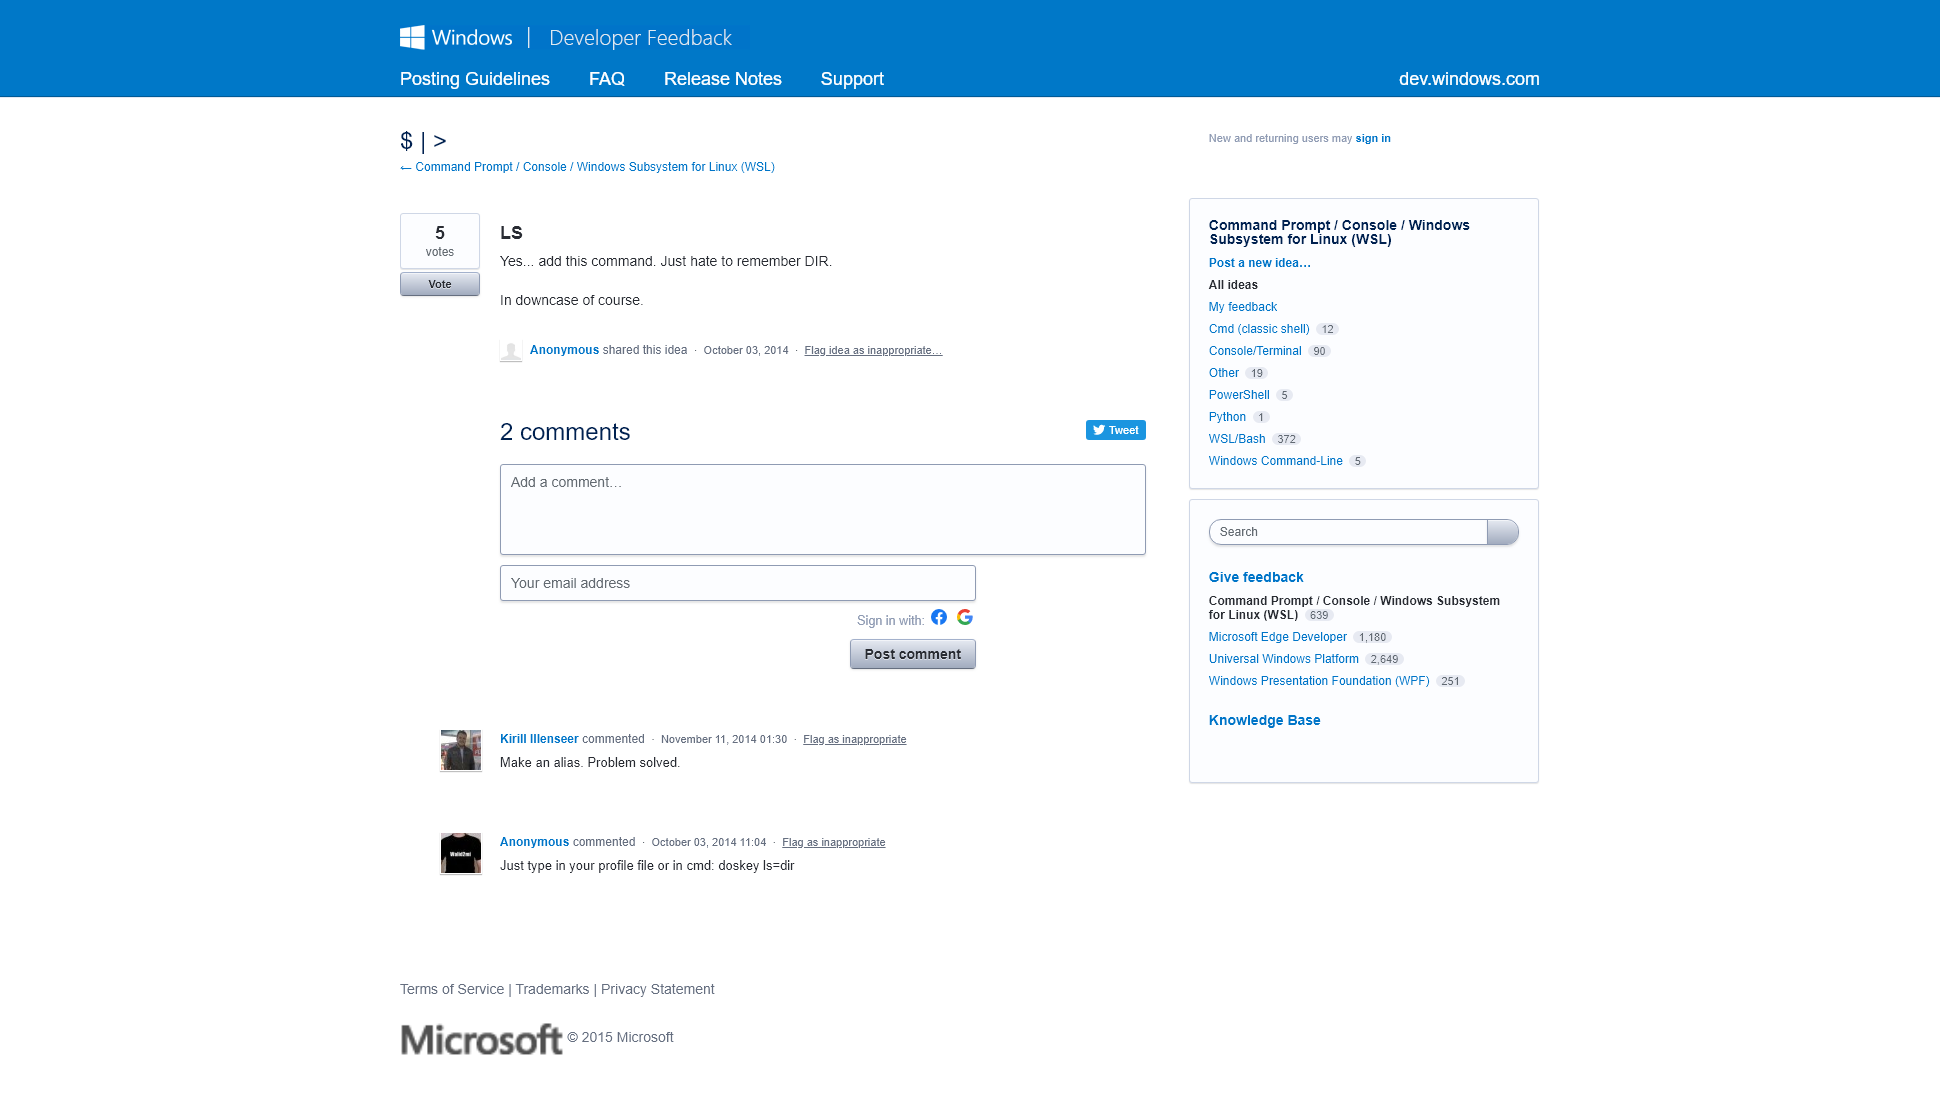 Windows | Developer Feedback
Posting Guidelines FAQ Release Notes Support dev.windows.com
$ | >
← Command Prompt / Console / Windows Subsystem for Linux (WSL)
5
votes
Vote
LS
Yes... add this command. Just hate to remember DIR.
In downcase of course.
Anonymous shared this idea · October 03, 2014 · Flag idea as inappropriate…
2 comments
Tweet
Add a comment…
Your email address
Sign in with:
Post comment
Kirill Illenseer commented · November 11, 2014 01:30 · Flag as inappropriate
Make an alias. Problem solved.
Anonymous commented · October 03, 2014 11:04 · Flag as inappropriate
Just type in your profile file or in cmd: doskey ls=dir
New and returning users may sign in
Command Prompt / Console / Windows
Subsystem for Linux (WSL)
Post a new idea…
All ideas
My feedback
Cmd (classic shell) 12
Console/Terminal 90
Other 19
PowerShell 5
Python 1
WSL/Bash 372
Windows Command-Line 5
Search
Give feedback
Command Prompt / Console / Windows Subsystem
for Linux (WSL) 639
Microsoft Edge Developer 1,180
Universal Windows Platform 2,649
Windows Presentation Foundation (WPF) 251
Knowledge Base
Terms of Service | Trademarks | Privacy Statement
Microsoft © 2015 Microsoft